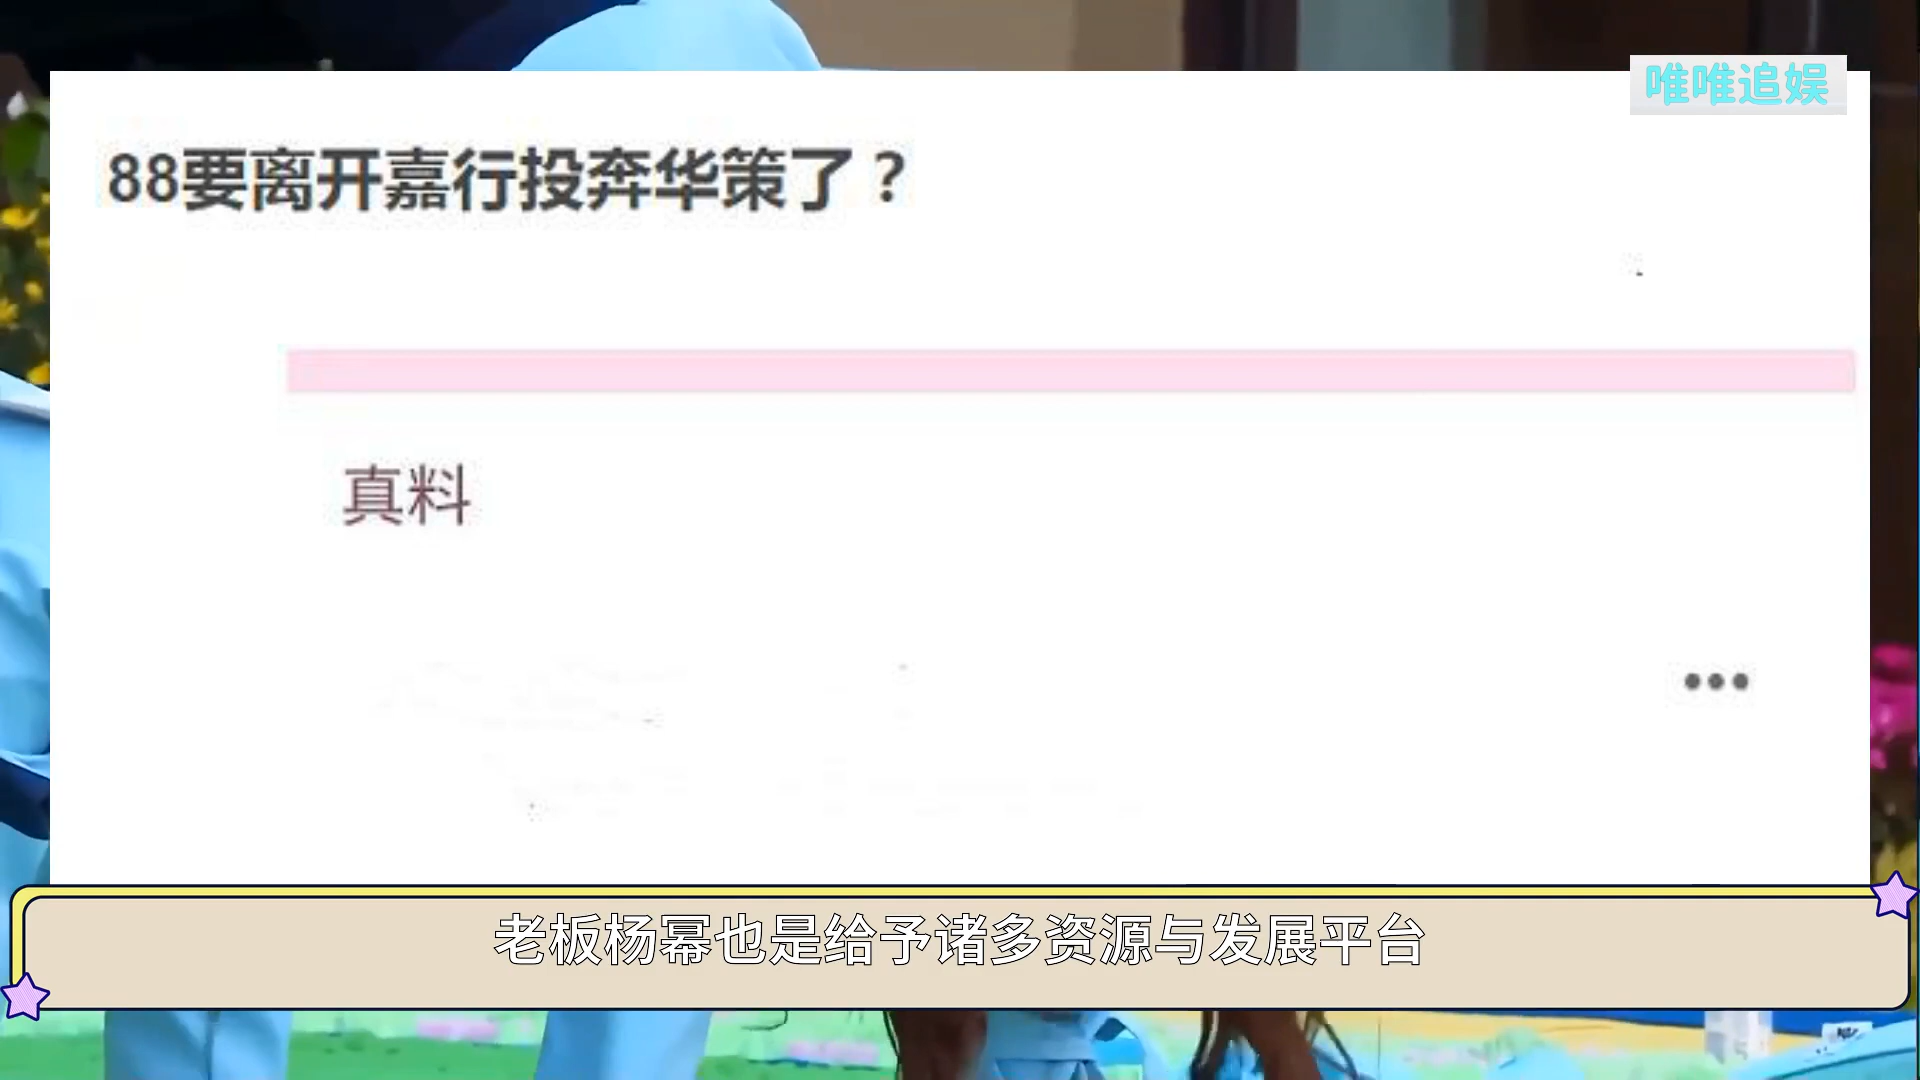 唯唯追娱
88要离开嘉行投奔华策了？
真料
老板杨幂也是给予诸多资源与发展平台